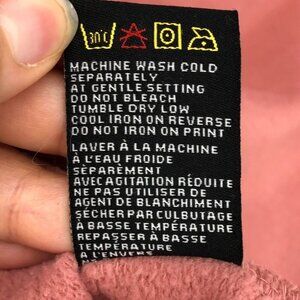 30°C
MACHINE WASH COLD
SEPARATELY
AT GENTLE SETTING
DO NOT BLEACH
TUMBLE DRY LOW
COOL IRON ON REVERSE
DO NOT IRON ON PRINT
LAVER À LA MACHINE
À L'EAU FROIDE
SÉPARÉMENT
AVEC AGITATION RÉDUITE
NE PAS UTILISER DE
AGENT DE BLANCHIMENT
SÉCHER PAR CULBUTAGE
À BASSE TEMPÉRATURE
REPASSER À BASSE
TEMPÉRATURE
À L'ENVERS